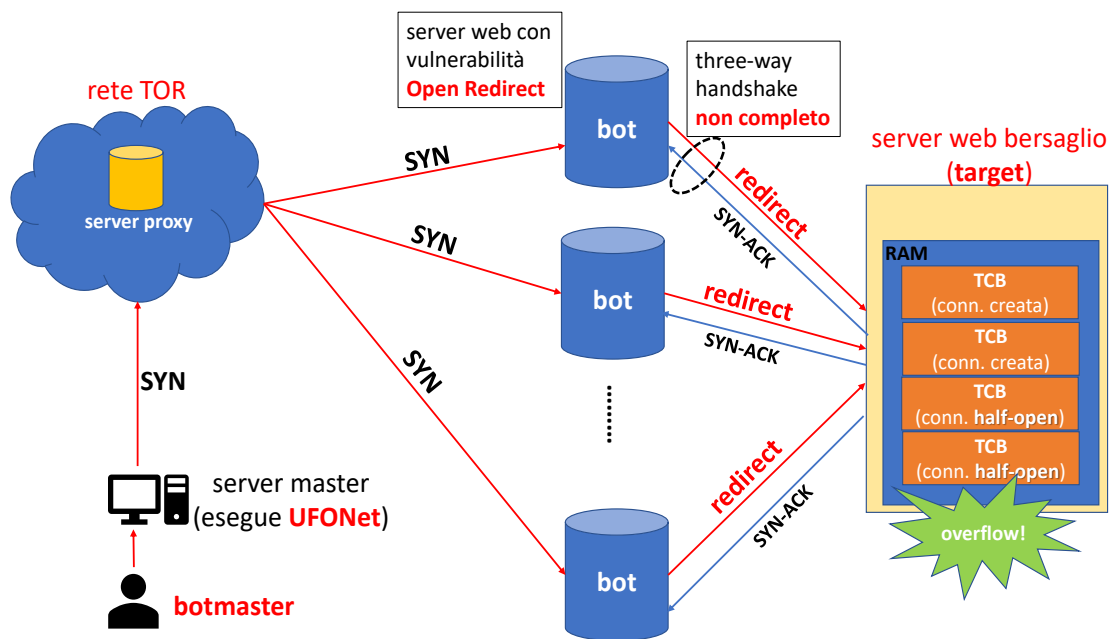 server web con
vulnerabilità
Open Redirect
three-way
handshake
non completo
rete TOR
server proxy
SYN
SYN
SYN
SYN
bot
bot
bot
redirect
SYN-ACK
redirect
SYN-ACK
redirect
SYN-ACK
server web bersaglio
(target)
RAM
TCB
(conn. creata)
TCB
(conn. creata)
TCB
(conn. half-open)
TCB
(conn. half-open)
overflow!
server master
(esegue UFONet)
botmaster